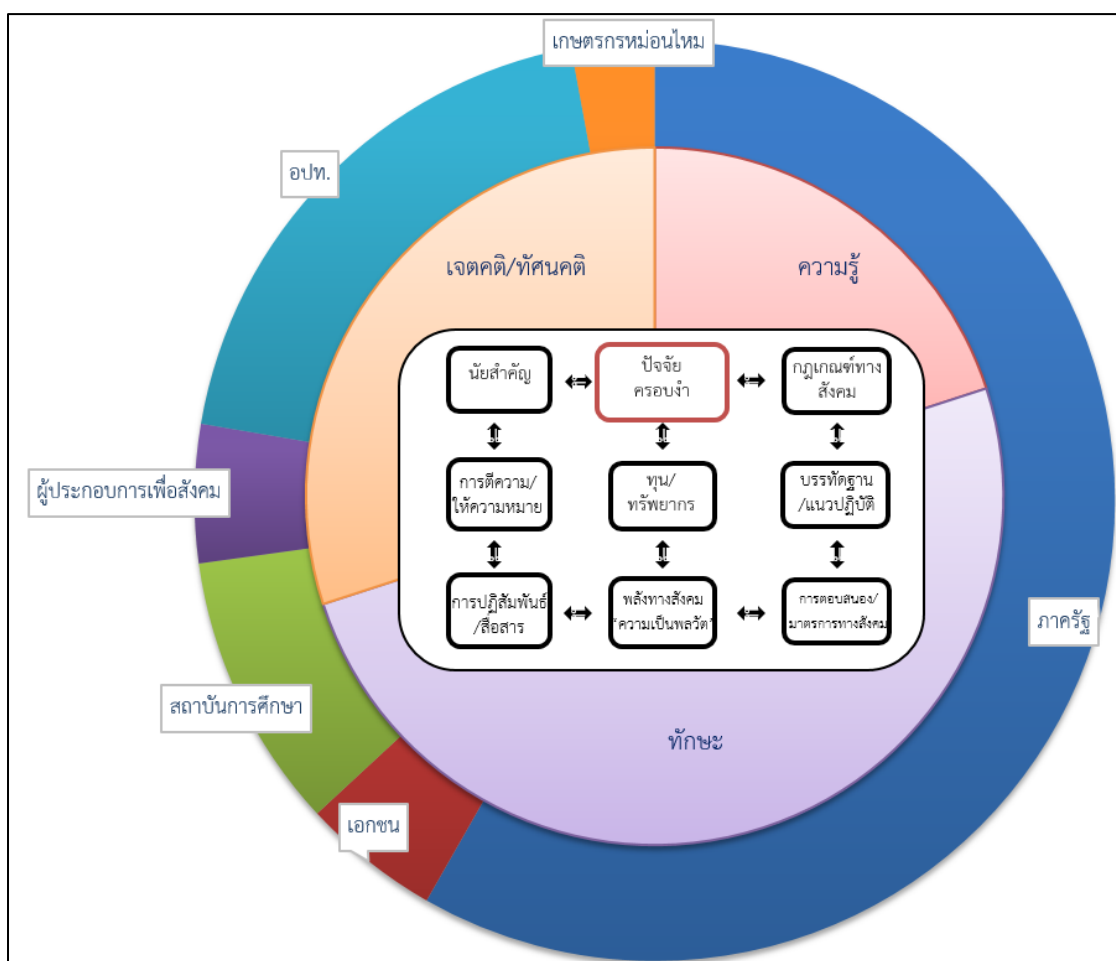 เกษตรกรหม่อนไหม
อปท.
เจตคติ/ทัศนคติ
ความรู้
นัยสำคัญ
ปัจจัย
ครอบงำ
กฎเกณฑ์ทาง
สังคม
การตีความ/
ให้ความหมาย
ทุน/
ทรัพยากร
บรรทัดฐาน
/แนวปฏิบัติ
การปฏิสัมพันธ์
/สื่อสาร
พลังทางสังคม
"ความเป็นพลวัต"
การตอบสนอง/
มาตรการทางสังคม
ผู้ประกอบการเพื่อสังคม
ภาครัฐ
สถาบันการศึกษา
ทักษะ
เอกชน